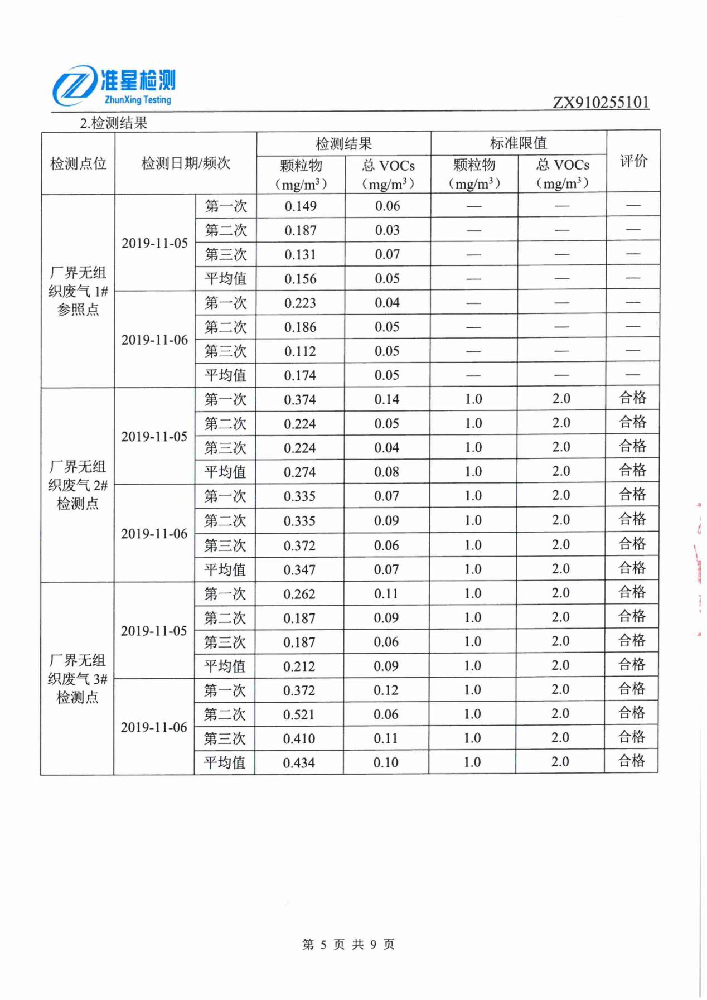 准星检测
ZhunXing Testing
ZX910255101
2.检测结果
检测点位 检测日期/频次 检测结果 标准限值 评价
颗粒物 总 VOCs 颗粒物 总 VOCs
（mg/m³） （mg/m³） （mg/m³） （mg/m³）
厂界无组
织废气 1#
参照点
2019-11-05
第一次 0.149 0.06 — — —
第二次 0.187 0.03 — — —
第三次 0.131 0.07 — — —
平均值 0.156 0.05 — — —
2019-11-06
第一次 0.223 0.04 — — —
第二次 0.186 0.05 — — —
第三次 0.112 0.05 — — —
平均值 0.174 0.05 — — —
厂界无组
织废气 2#
检测点
2019-11-05
第一次 0.374 0.14 1.0 2.0 合格
第二次 0.224 0.05 1.0 2.0 合格
第三次 0.224 0.04 1.0 2.0 合格
平均值 0.274 0.08 1.0 2.0 合格
2019-11-06
第一次 0.335 0.07 1.0 2.0 合格
第二次 0.335 0.09 1.0 2.0 合格
第三次 0.372 0.06 1.0 2.0 合格
平均值 0.347 0.07 1.0 2.0 合格
厂界无组
织废气 3#
检测点
2019-11-05
第一次 0.262 0.11 1.0 2.0 合格
第二次 0.187 0.09 1.0 2.0 合格
第三次 0.187 0.06 1.0 2.0 合格
平均值 0.212 0.09 1.0 2.0 合格
2019-11-06
第一次 0.372 0.12 1.0 2.0 合格
第二次 0.521 0.06 1.0 2.0 合格
第三次 0.410 0.11 1.0 2.0 合格
平均值 0.434 0.10 1.0 2.0 合格
第 5 页 共 9 页